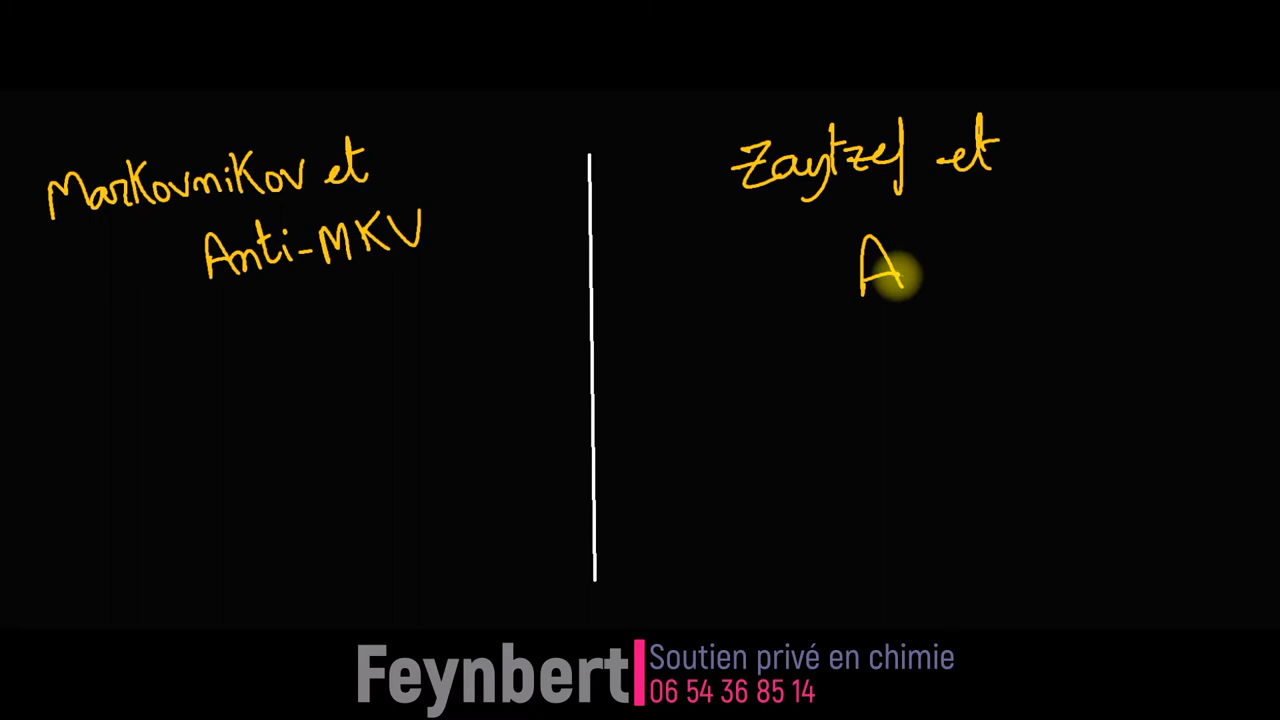 Markovnikov et
Anti-MKV
Zaytzef et
A
Feynbert
Soutien privé en chimie
06 54 36 85 14